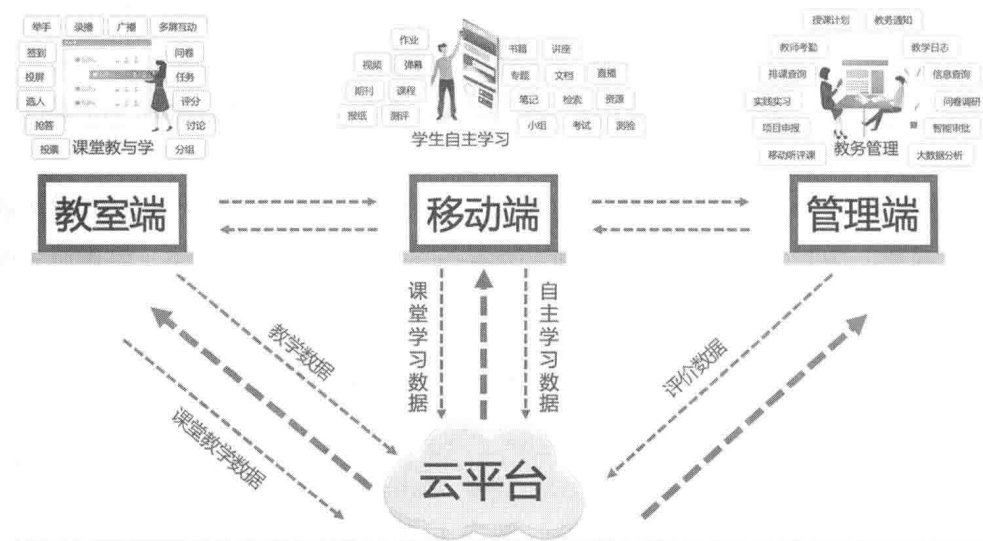 举手 录播 广播 多屏互动
签到 问卷
投屏 任务
选人 评分
抢答 讨论
投票 课堂教与学 分组
作业
视频 弹幕
期刊 课程
报纸 测评
书籍 讲座
专题 文档 直播
笔记 检索 资源
小组 考试 测验
学生自主学习
授课计划 教务通知
教师考勤 教学日志
排课查询 信息查询
实践实习 问卷调研
项目申报 智能审批
移动听评课 教务管理 大数据分析
教室端 移动端 管理端
教学数据
课堂教学数据
课堂学习数据
自主学习数据
评价数据
云平台